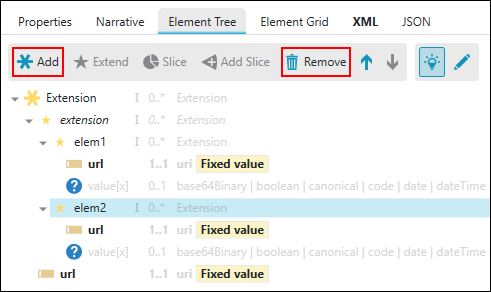 Properties Narrative Element Tree Element Grid XML JSON
Add Extend Slice Add Slice Remove
Extension I 0..* Extension
extension I 0..* Extension
elem1 I 0..* Extension
url 1..1 uri Fixed value
value[x] 0..1 base64Binary | boolean | canonical | code | date | dateTime
elem2 I 0..* Extension
url 1..1 uri Fixed value
value[x] 0..1 base64Binary | boolean | canonical | code | date | dateTime
url 1..1 uri Fixed value